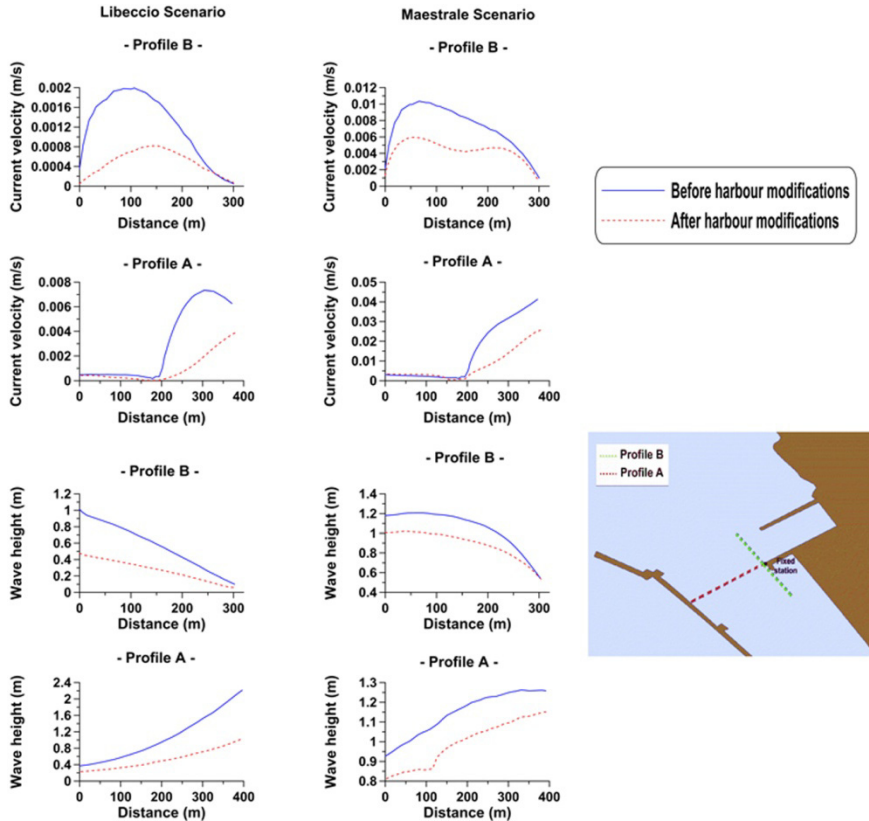 Libeccio Scenario
Maestrale Scenario
- Profile B -
Current velocity (m/s)
0.002
0.0016
0.0012
0.0008
0.0004
0
0 100 200 300
Distance (m)
- Profile B -
Current velocity (m/s)
0.012
0.010
0.008
0.006
0.004
0.002
0
0 100 200 300
Distance (m)
Before harbour modifications
After harbour modifications
- Profile A -
Current velocity (m/s)
0.008
0.006
0.004
0.002
0
0 100 200 300 400
Distance (m)
- Profile A -
Current velocity (m/s)
0.05
0.04
0.03
0.02
0.01
0
0 100 200 300 400
Distance (m)
- Profile B -
Wave height (m)
1.2
1
0.8
0.6
0.4
0.2
0
0 100 200 300
Distance (m)
- Profile B -
Wave height (m)
1.4
1.2
1
0.8
0.6
0.4
0 100 200 300
Distance (m)
Profile B
Profile A
Fixed
station
- Profile A -
Wave height (m)
2.4
2
1.6
1.2
0.8
0.4
0
0 100 200 300 400
Distance (m)
- Profile A -
Wave height (m)
1.3
1.2
1.1
1
0.9
0.8
0 100 200 300 400
Distance (m)